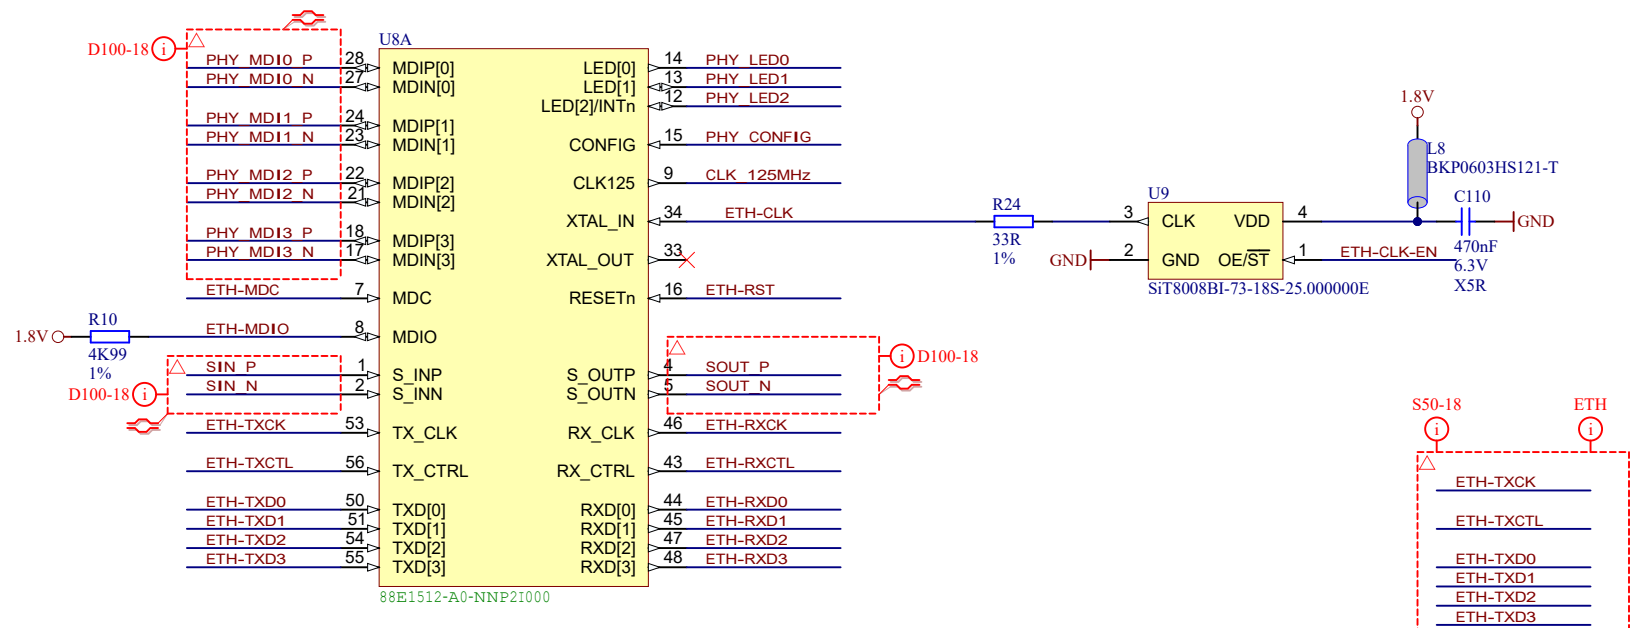 D100-18
i
PHY_MDI0_P
PHY_MDI0_N
PHY_MDI1_P
PHY_MDI1_N
PHY_MDI2_P
PHY_MDI2_N
PHY_MDI3_P
PHY_MDI3_N
ETH-MDC
1.8V
R10
4K99
1%
ETH-MDIO
D100-18
i
SIN_P
SIN_N
ETH-TXCK
ETH-TXCTL
ETH-TXD0
ETH-TXD1
ETH-TXD2
ETH-TXD3
28
27
24
23
22
21
18
17
7
8
1
2
53
56
50
51
54
55
U8A
MDIP[0]
MDIN[0]
MDIP[1]
MDIN[1]
MDIP[2]
MDIN[2]
MDIP[3]
MDIN[3]
MDC
MDIO
S_INP
S_INN
TX_CLK
TX_CTRL
TXD[0]
TXD[1]
TXD[2]
TXD[3]
LED[0]
LED[1]
LED[2]/INTn
CONFIG
CLK125
XTAL_IN
XTAL_OUT
RESETn
S_OUTP
S_OUTN
RX_CLK
RX_CTRL
RXD[0]
RXD[1]
RXD[2]
RXD[3]
88E1512-A0-NNP2I000
14
13
12
15
9
34
33
16
4
5
46
43
44
45
47
48
PHY_LED0
PHY_LED1
PHY_LED2
PHY_CONFIG
CLK_125MHz
ETH-CLK
ETH-RST
SOUT_P
SOUT_N
i
D100-18
ETH-RXCK
ETH-RXCTL
ETH-RXD0
ETH-RXD1
ETH-RXD2
ETH-RXD3
R24
33R
1%
GND
3
2
U9
CLK
GND
VDD
OE/ST
SiT8008BI-73-18S-25.000000E
4
1
ETH-CLK-EN
1.8V
L8
BKP0603HS121-T
C110
470nF
6.3V
X5R
GND
S50-18
i
ETH
i
ETH-TXCK
ETH-TXCTL
ETH-TXD0
ETH-TXD1
ETH-TXD2
ETH-TXD3